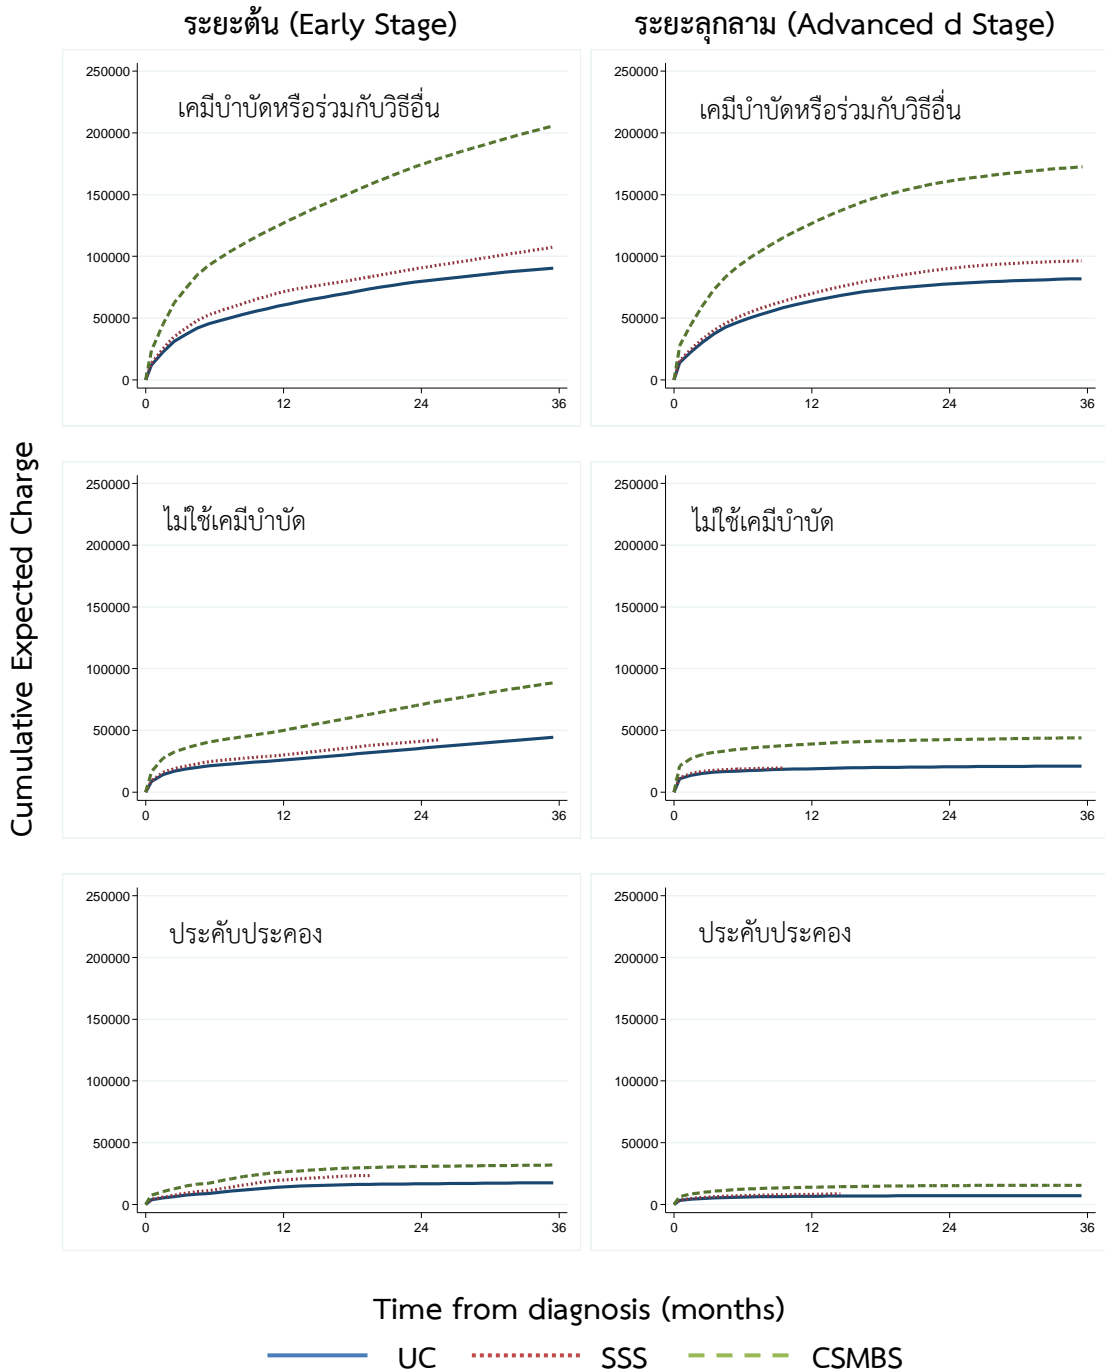 ระยะต้น (Early Stage)
ระยะลุกลาม (Advanced d Stage)
Cumulative Expected Charge
250000
200000
150000
100000
50000
0
0 12 24 36
เคมีบำบัดหรือร่วมกับวิธีอื่น
250000
200000
150000
100000
50000
0
0 12 24 36
เคมีบำบัดหรือร่วมกับวิธีอื่น
250000
200000
150000
100000
50000
0
0 12 24 36
ไม่ใช้เคมีบำบัด
250000
200000
150000
100000
50000
0
0 12 24 36
ไม่ใช้เคมีบำบัด
250000
200000
150000
100000
50000
0
0 12 24 36
ประคับประคอง
250000
200000
150000
100000
50000
0
0 12 24 36
ประคับประคอง
Time from diagnosis (months)
UC SSS CSMBS